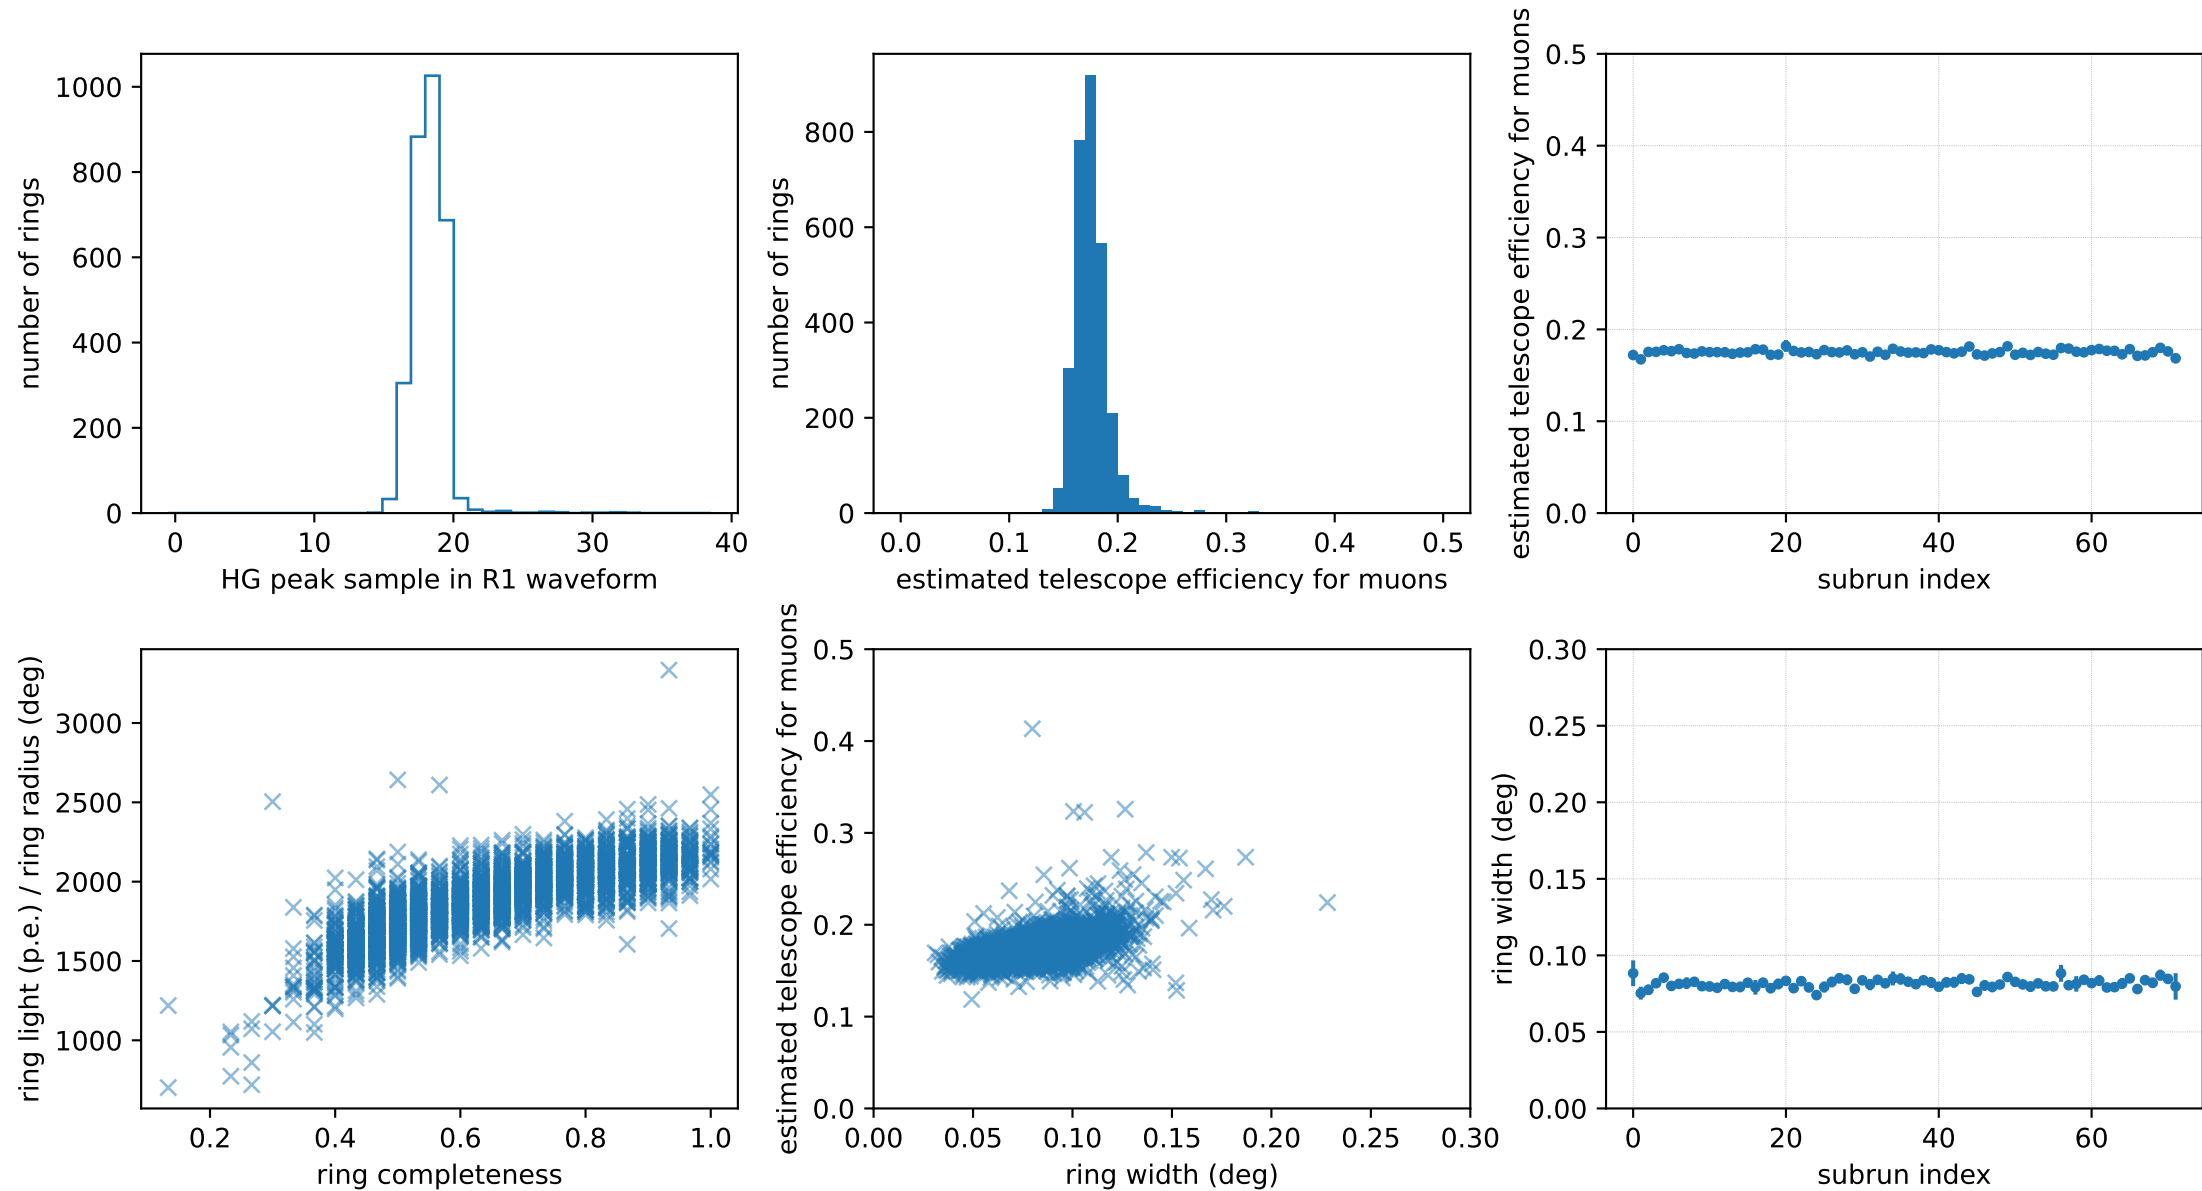 number of rings
1000
800
600
400
200
0
0 10 20 30 40
HG peak sample in R1 waveform
number of rings
800
600
400
200
0
0.0 0.1 0.2 0.3 0.4 0.5
estimated telescope efficiency for muons
estimated telescope efficiency for muons
0.5
0.4
0.3
0.2
0.1
0.0
0 20 40 60
subrun index
ring light (p.e.) / ring radius (deg)
3000
2500
2000
1500
1000
0.2 0.4 0.6 0.8 1.0
ring completeness
estimated telescope efficiency for muons
0.5
0.4
0.3
0.2
0.1
0.0
0.00 0.05 0.10 0.15 0.20 0.25 0.30
ring width (deg)
ring width (deg)
0.30
0.25
0.20
0.15
0.10
0.05
0.00
0 20 40 60
subrun index